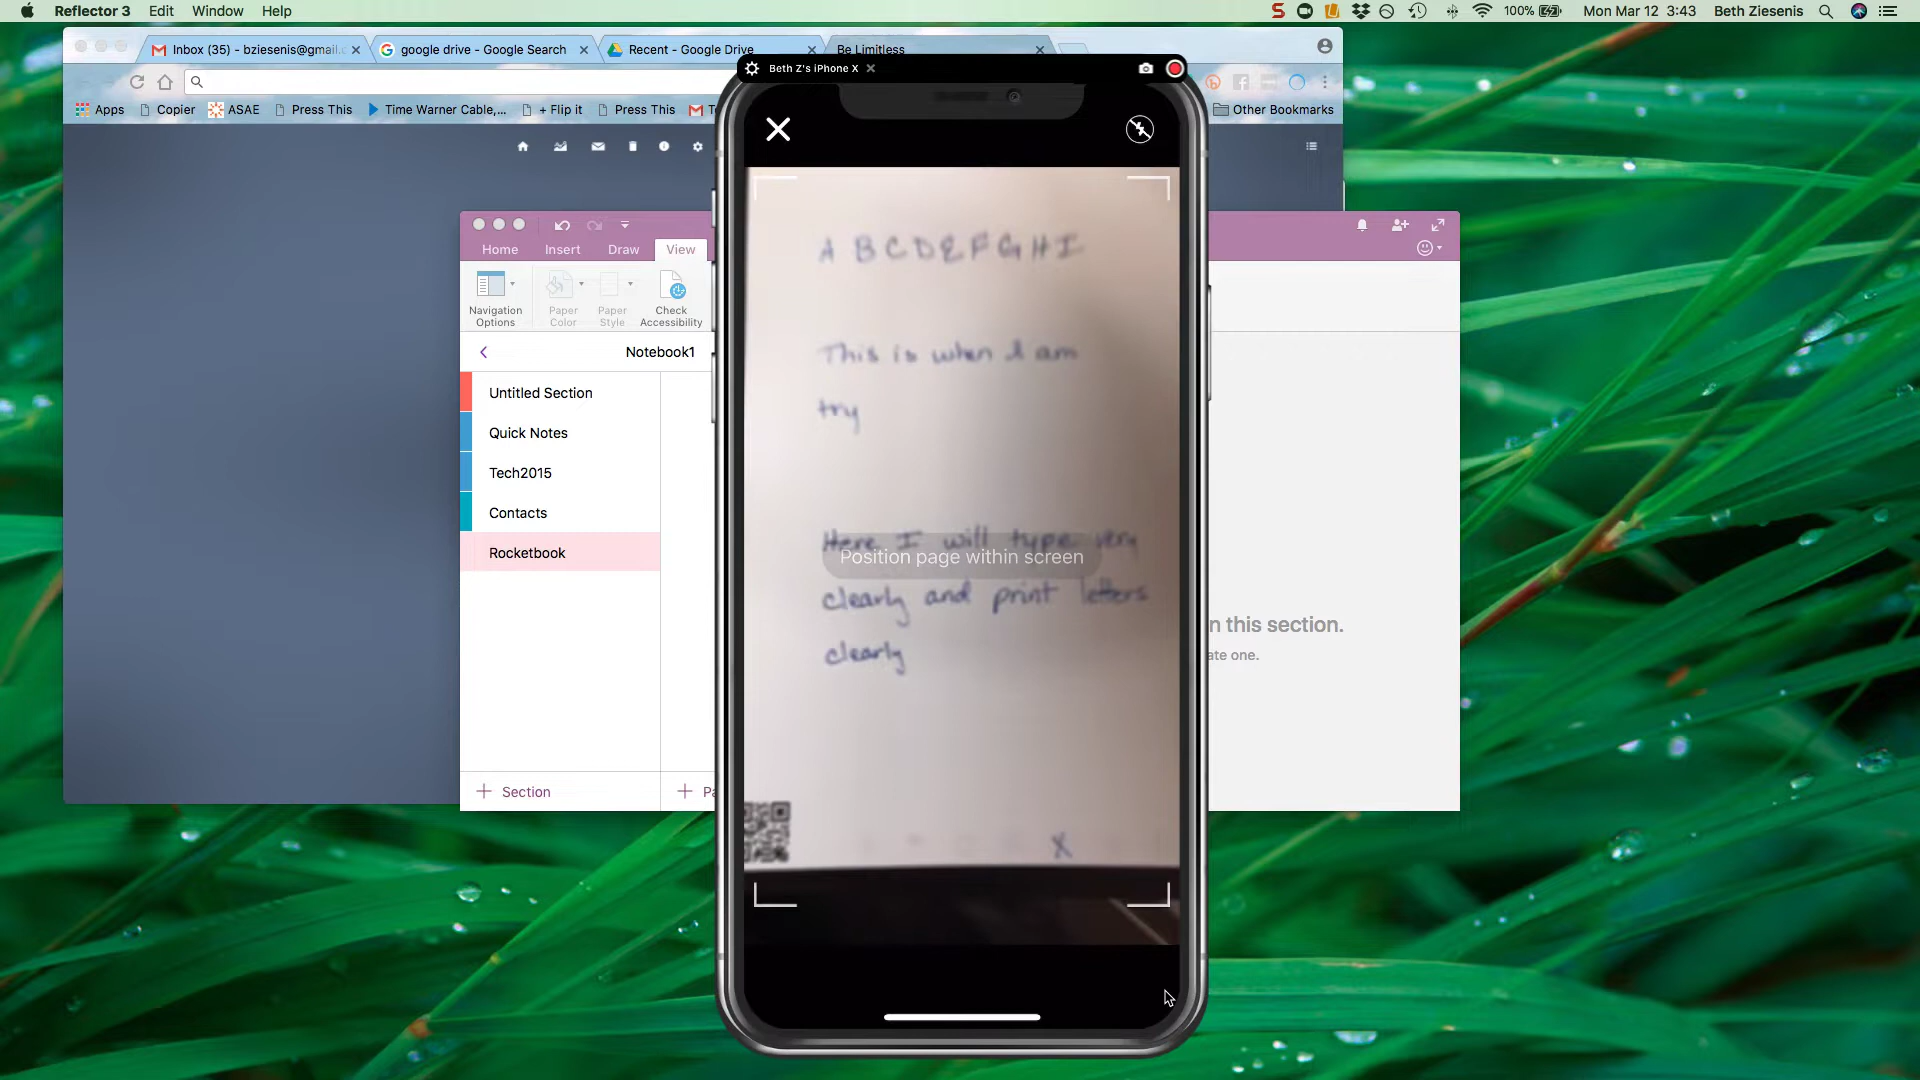 Reflector 3 Edit Window Help 100% Mon Mar 12 3:43 Beth Ziesenis
Inbox (35) - bziesenis@gmail.c
google drive - Google Search
Recent - Google Drive
Be Limitless
Beth Z's iPhone X
Apps Copier ASAE Press This Time Warner Cable,... + Flip it Press This Other Bookmarks
Home Insert Draw View
Navigation Options
Paper Color
Paper Style
Check Accessibility
Notebook1
Untitled Section
Quick Notes
Tech2015
Contacts
Rocketbook
+ Section
A B C D E F G H I
This is when I am
try
Here I will type very
Position page within screen
clearly and print letters
clearly
X
n this section.
ate one.